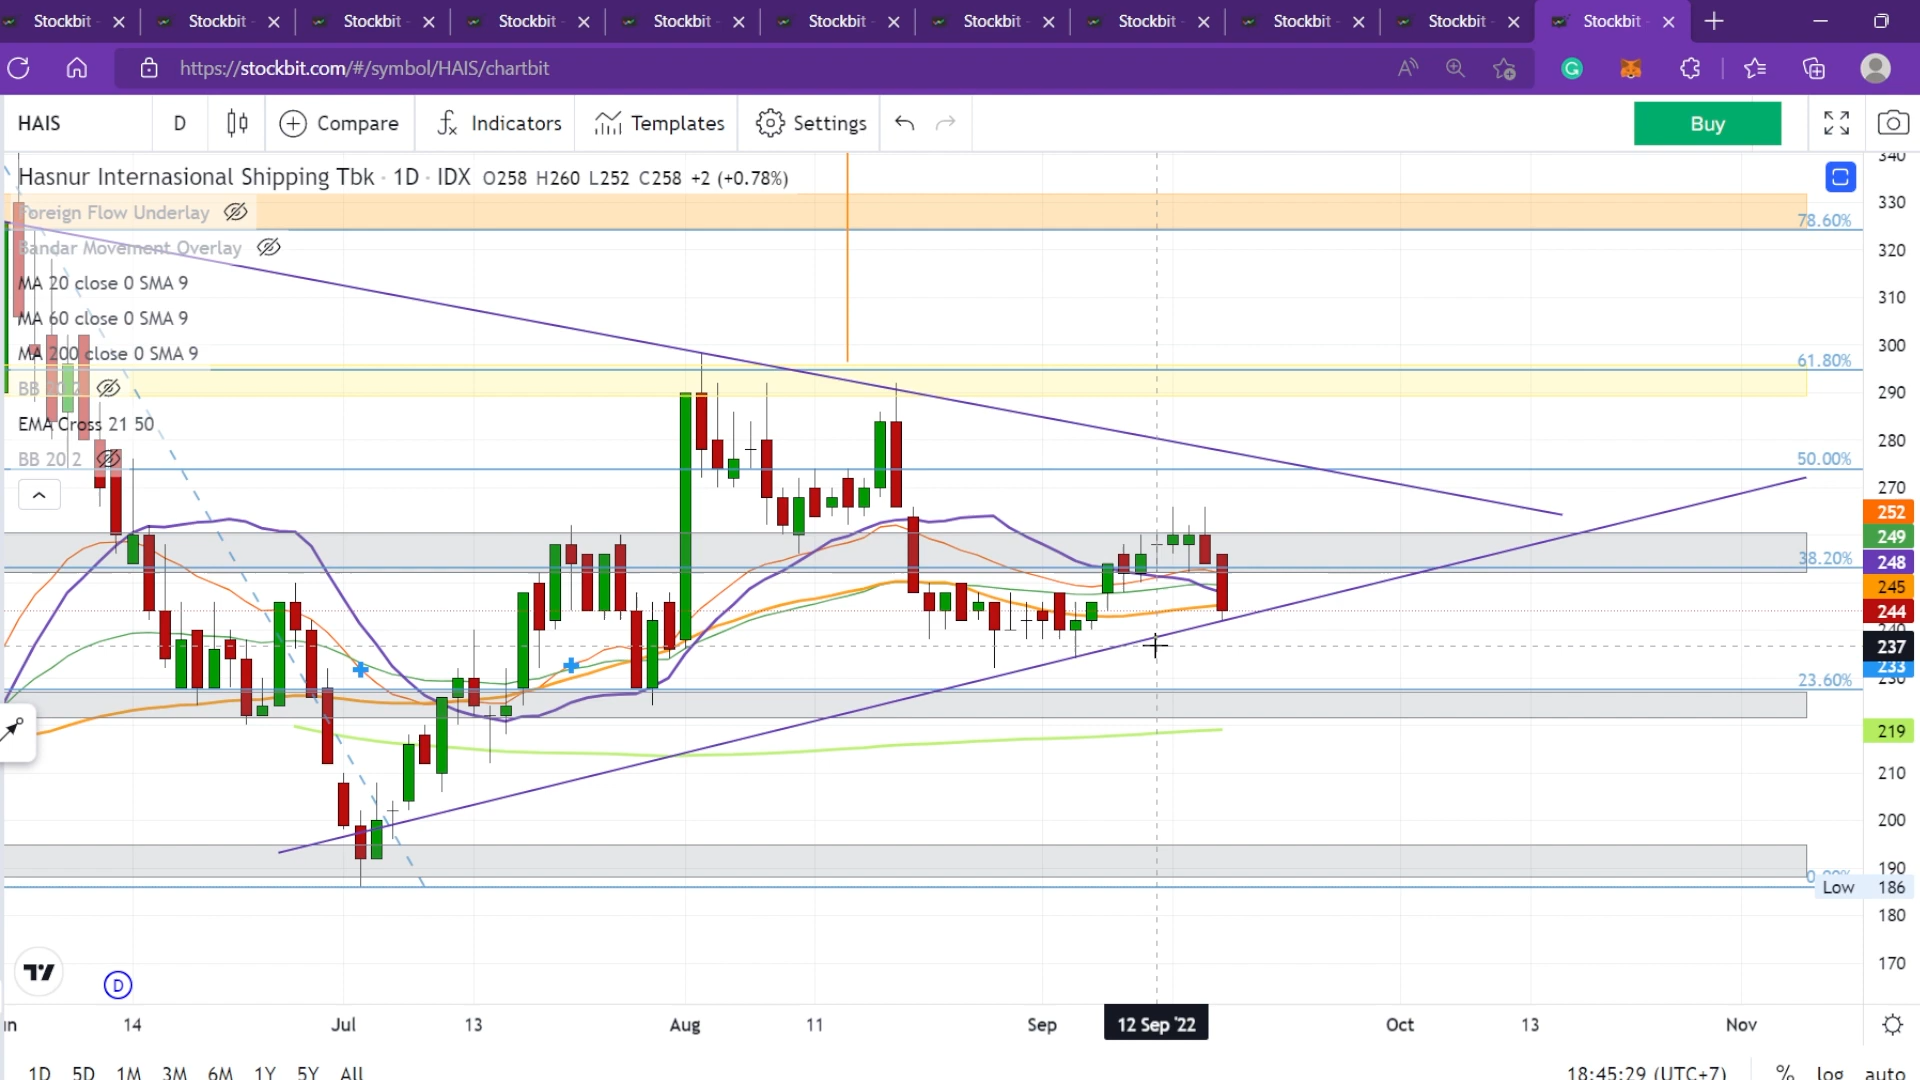 Stockbit Stockbit Stockbit Stockbit Stockbit Stockbit Stockbit Stockbit Stockbit Stockbit Stockbit
https://stockbit.com/#/symbol/HAIS/chartbit
HAIS D Compare Indicators Templates Settings Buy
Hasnur Internasional Shipping Tbk · 1D · IDX O258 H260 L252 C258 +2 (+0.78%)
Foreign Flow Underlay
Bandar Movement Overlay
MA 20 close 0 SMA 9
MA 60 close 0 SMA 9
MA 200 close 0 SMA 9
BB 20 2
EMA Cross 21 50
BB 20 2
78.60%
61.80%
50.00%
38.20%
23.60%
340
330
320
310
300
290
280
270
252
249
248
245
244
240
237
233
230
219
210
200
190
Low 186
180
170
D
14 Jul 13 Aug 11 Sep 12 Sep '22 Oct 13 Nov
1D 5D 1M 3M 6M 1Y 5Y All 18:45:29 (UTC+7) % log auto